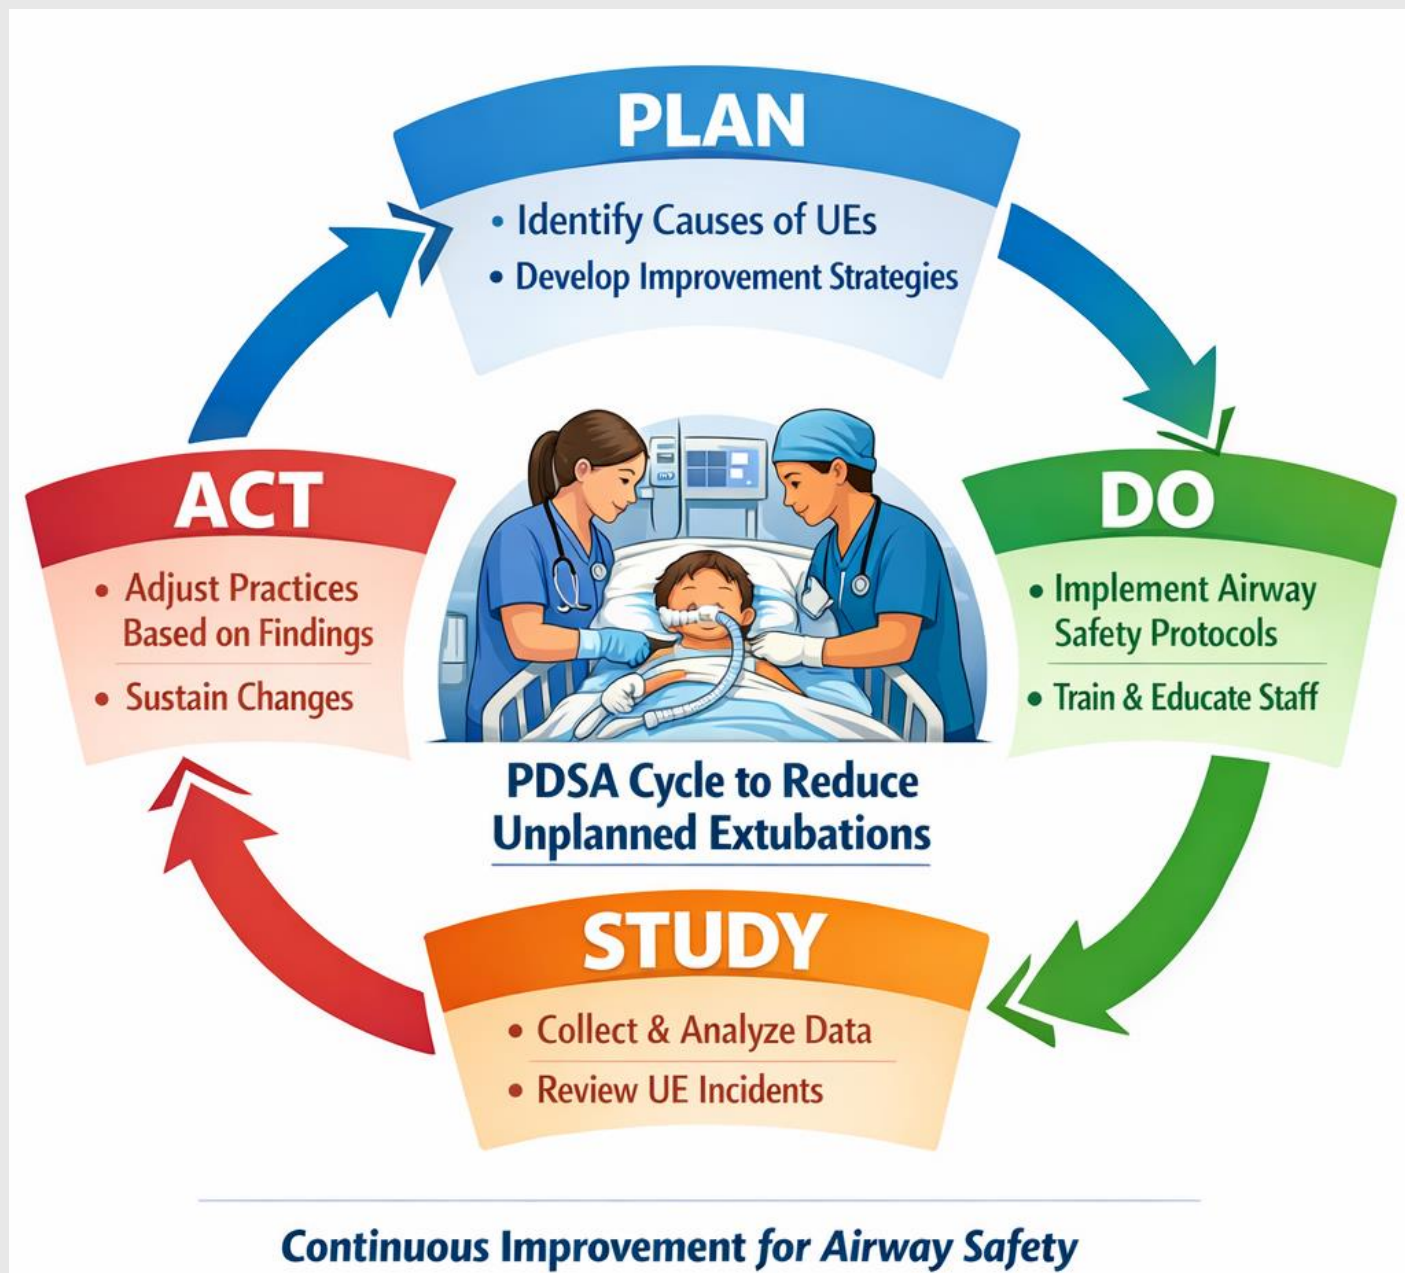 PLAN
• Identify Causes of UEs
• Develop Improvement Strategies
DO
• Implement Airway
Safety Protocols
• Train & Educate Staff
STUDY
• Collect & Analyze Data
• Review UE Incidents
ACT
• Adjust Practices
Based on Findings
• Sustain Changes
PDSA Cycle to Reduce
Unplanned Extubations
Continuous Improvement for Airway Safety